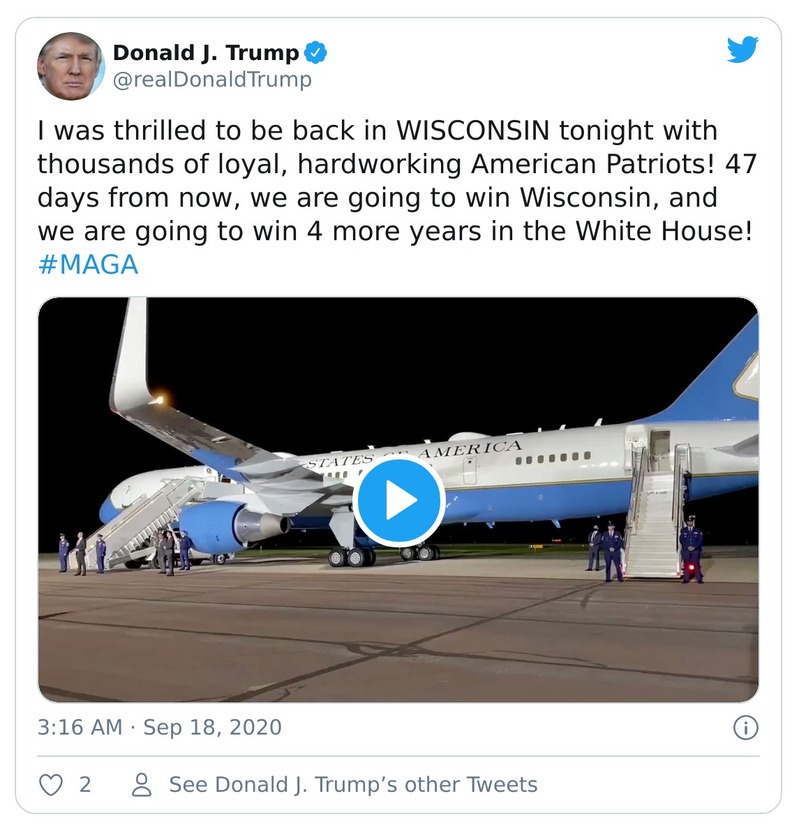 Donald J. Trump
@realDonaldTrump
I was thrilled to be back in WISCONSIN tonight with
thousands of loyal, hardworking American Patriots! 47
days from now, we are going to win Wisconsin, and
we are going to win 4 more years in the White House!
#MAGA
STATES OF AMERICA
3:16 AM · Sep 18, 2020
2 See Donald J. Trump’s other Tweets